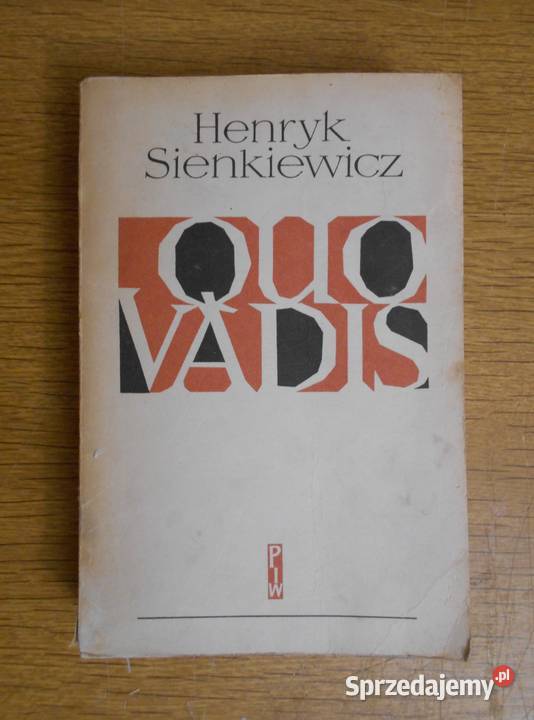 Henryk
Sienkiewicz
QUO
VADIS
PIW
Sprzedajemy.pl